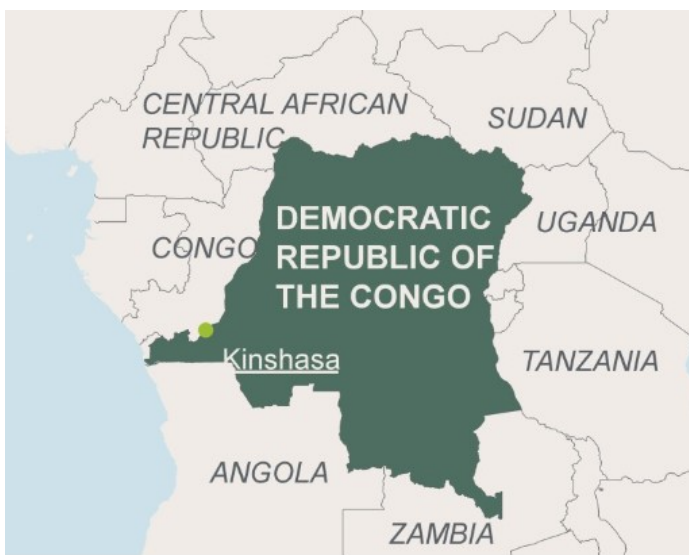 CENTRAL AFRICAN
REPUBLIC
SUDAN
DEMOCRATIC
REPUBLIC OF
THE CONGO
UGANDA
CONGO
Kinshasa
TANZANIA
ANGOLA
ZAMBIA